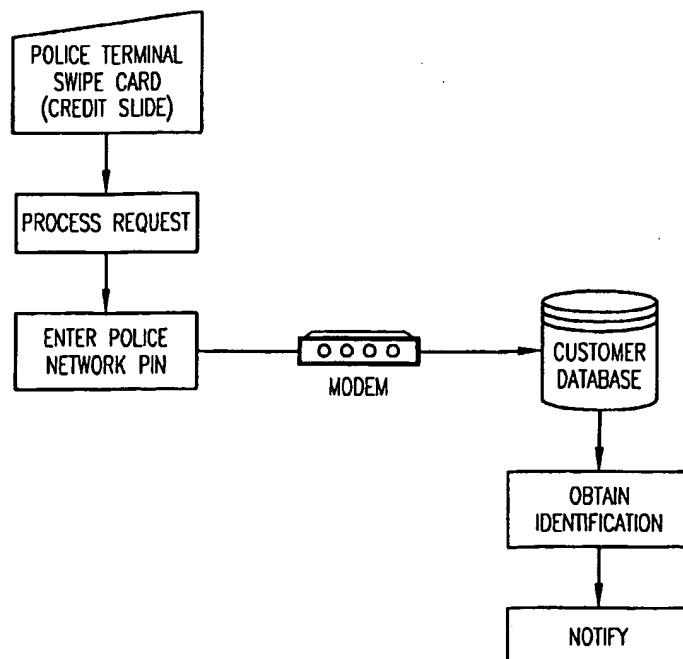 POLICE TERMINAL
SWIPE CARD
(CREDIT SLIDE)
PROCESS REQUEST
ENTER POLICE
NETWORK PIN
MODEM
CUSTOMER
DATABASE
OBTAIN
IDENTIFICATION
NOTIFY